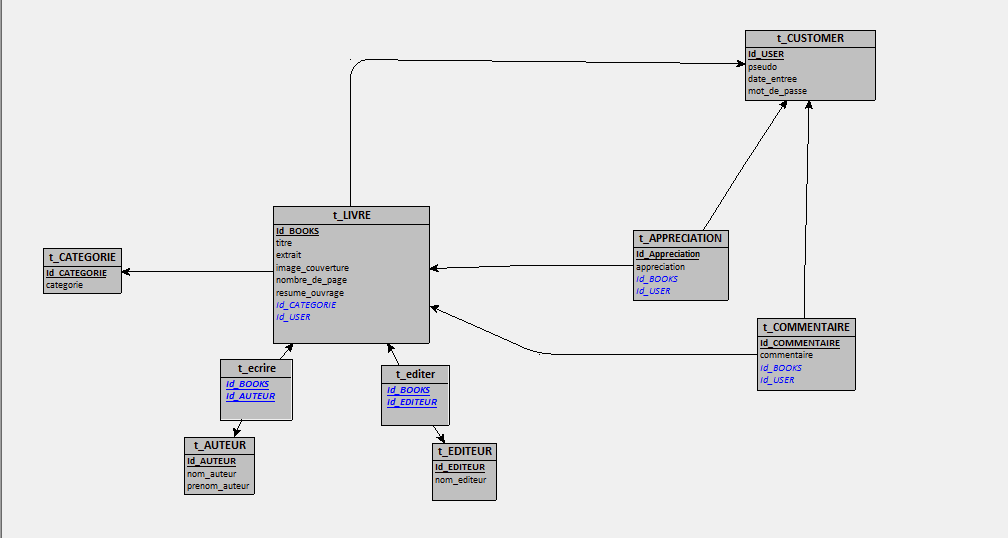 t_CUSTOMER
Id_USER
pseudo
date_entree
mot_de_passe
t_LIVRE
Id_BOOKS
titre
extrait
image_couverture
nombre_de_page
resume_ouvrage
Id_CATEGORIE
Id_USER
t_APPRECIATION
Id_Appreciation
appreciation
Id_BOOKS
Id_USER
t_CATEGORIE
Id_CATEGORIE
categorie
t_COMMENTAIRE
Id_COMMENTAIRE
commentaire
Id_BOOKS
Id_USER
t_ecrire
Id_BOOKS
Id_AUTEUR
t_editer
Id_BOOKS
Id_EDITEUR
t_AUTEUR
Id_AUTEUR
nom_auteur
prenom_auteur
t_EDITEUR
Id_EDITEUR
nom_editeur